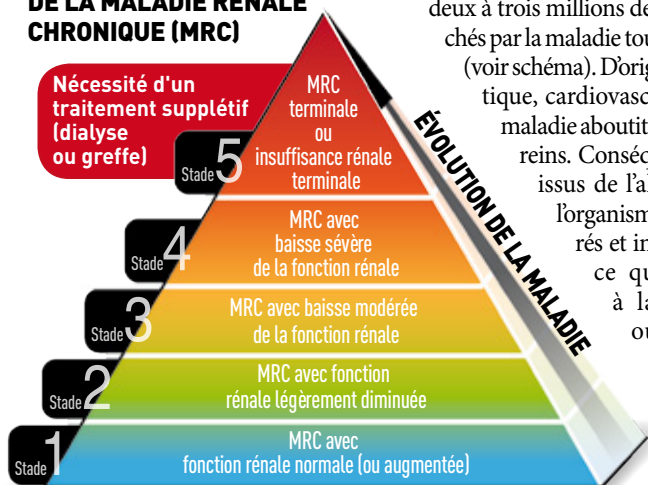 DE LA MALADIE RÉNALE
CHRONIQUE (MRC)
Nécessité d'un
traitement supplétif
(dialyse
ou greffe)
Stade 5
MRC
terminale
ou
insuffisance rénale
terminale
Stade 4
MRC avec
baisse sévère
de la fonction rénale
Stade 3
MRC avec baisse modérée
de la fonction rénale
Stade 2
MRC avec fonction
rénale légèrement diminuée
Stade 1
MRC avec
fonction rénale normale (ou augmentée)
ÉVOLUTION DE LA MALADIE
deux à trois millions de
chés par la maladie tou
(voir schéma). D'orig
tique, cardiovasc
maladie aboutit
reins. Conséq
issus de l'al
l'organism
rés et in
ce qu
à la
ou